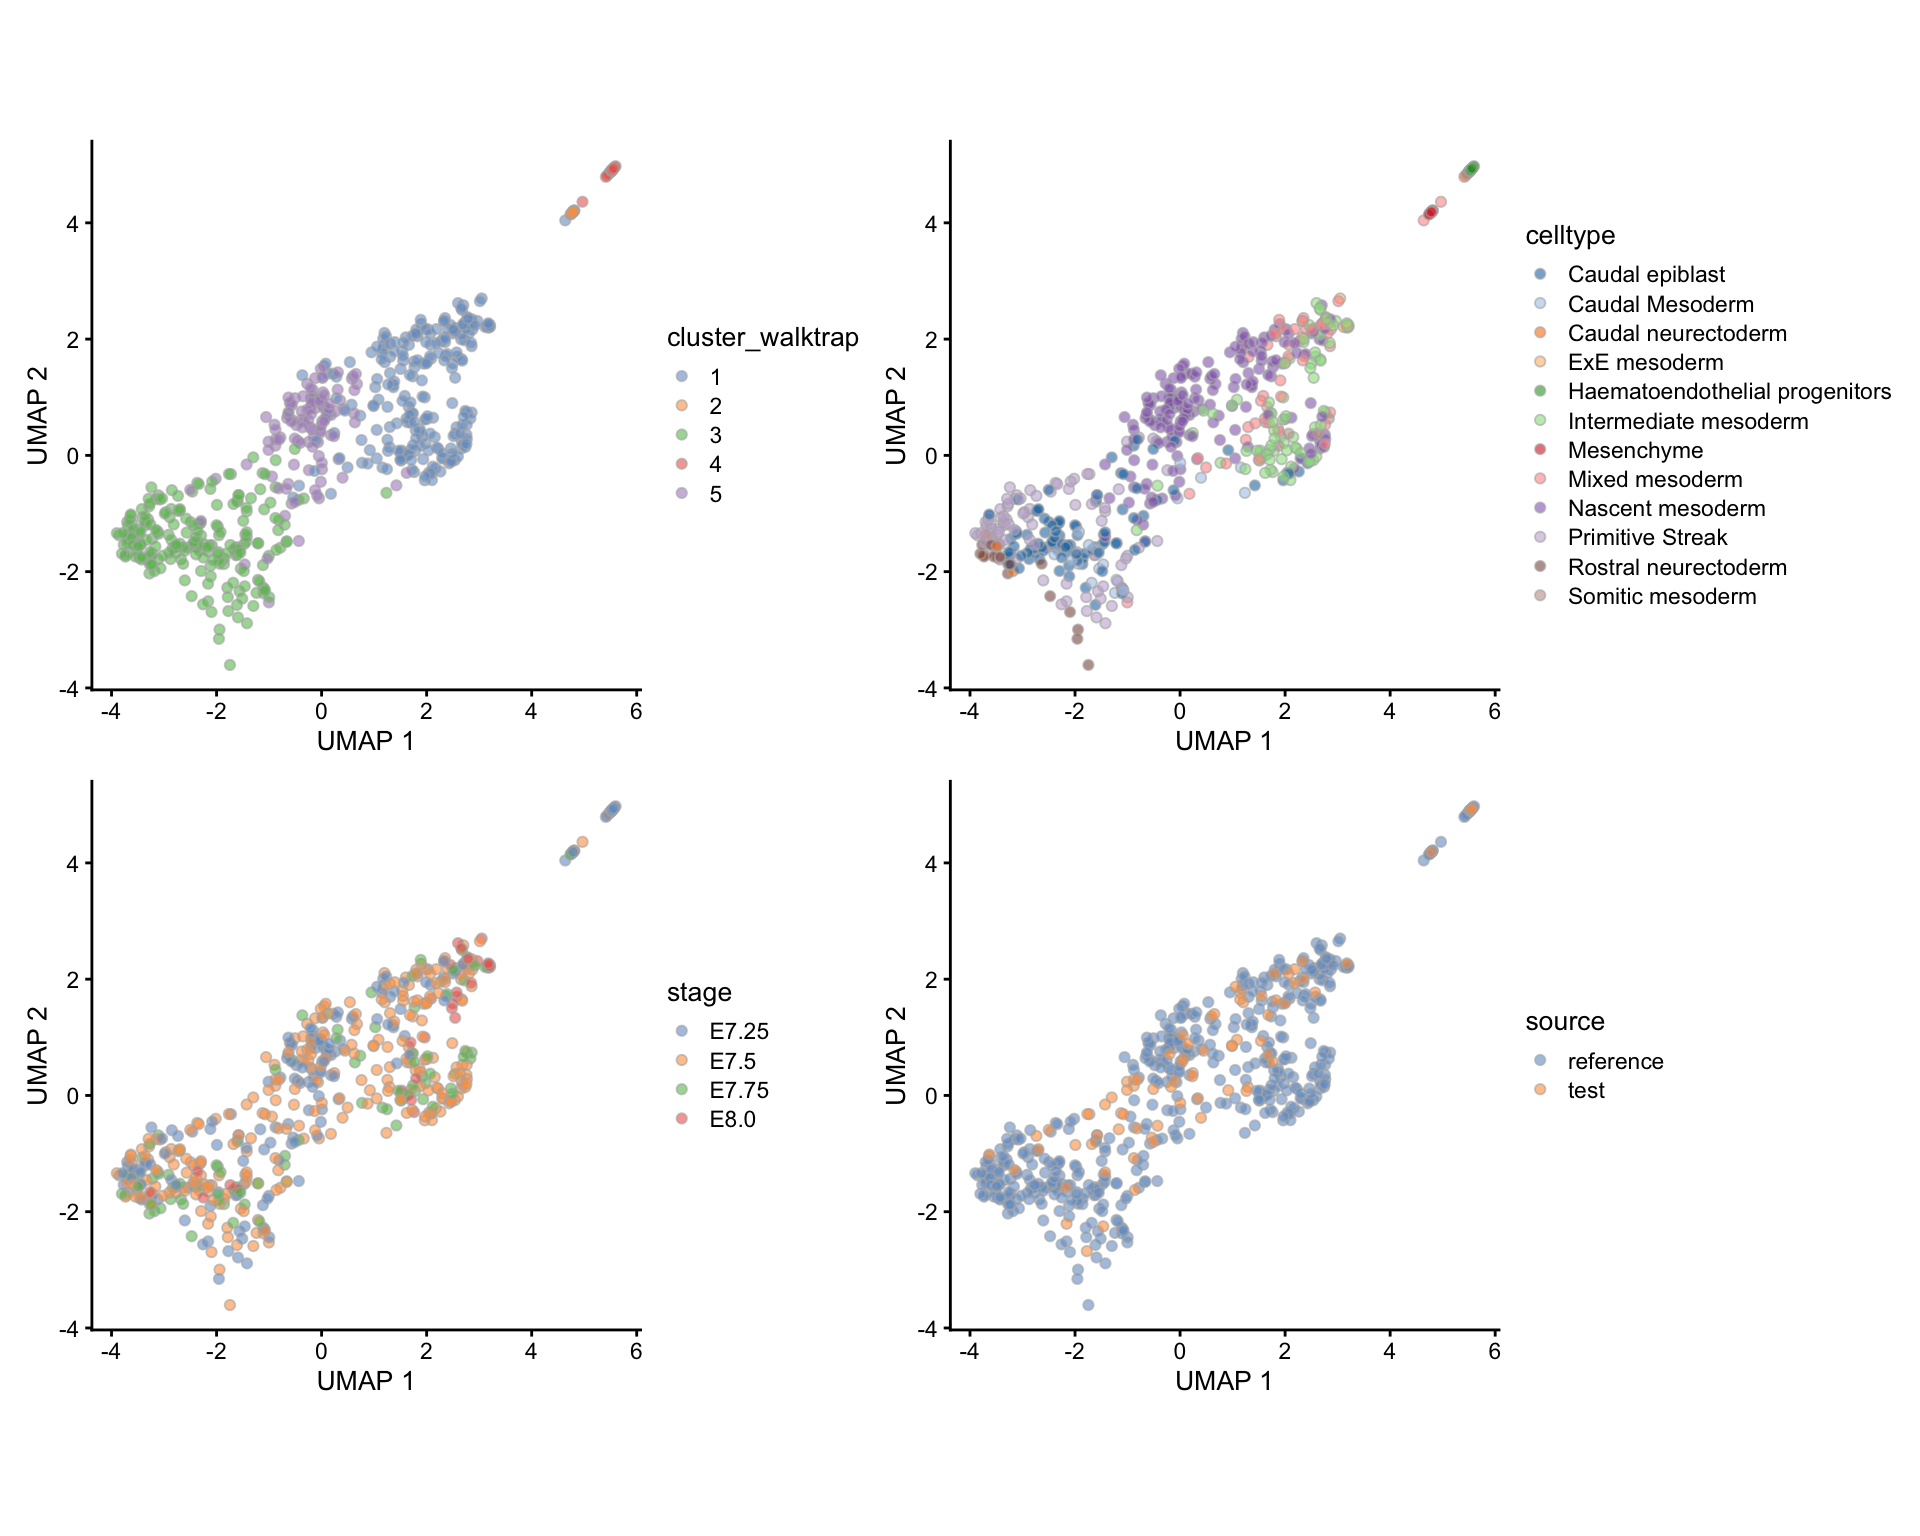 4
2
0
-2
-4
-4 -2 0 2 4 6
UMAP 1
UMAP 2
cluster_walktrap
1
2
3
4
5
4
2
0
-2
-4
-4 -2 0 2 4 6
UMAP 1
UMAP 2
celltype
Caudal epiblast
Caudal Mesoderm
Caudal neurectoderm
ExE mesoderm
Haematoendothelial progenitors
Intermediate mesoderm
Mesenchyme
Mixed mesoderm
Nascent mesoderm
Primitive Streak
Rostral neurectoderm
Somitic mesoderm
4
2
0
-2
-4
-4 -2 0 2 4 6
UMAP 1
UMAP 2
stage
E7.25
E7.5
E7.75
E8.0
4
2
0
-2
-4
-4 -2 0 2 4 6
UMAP 1
UMAP 2
source
reference
test